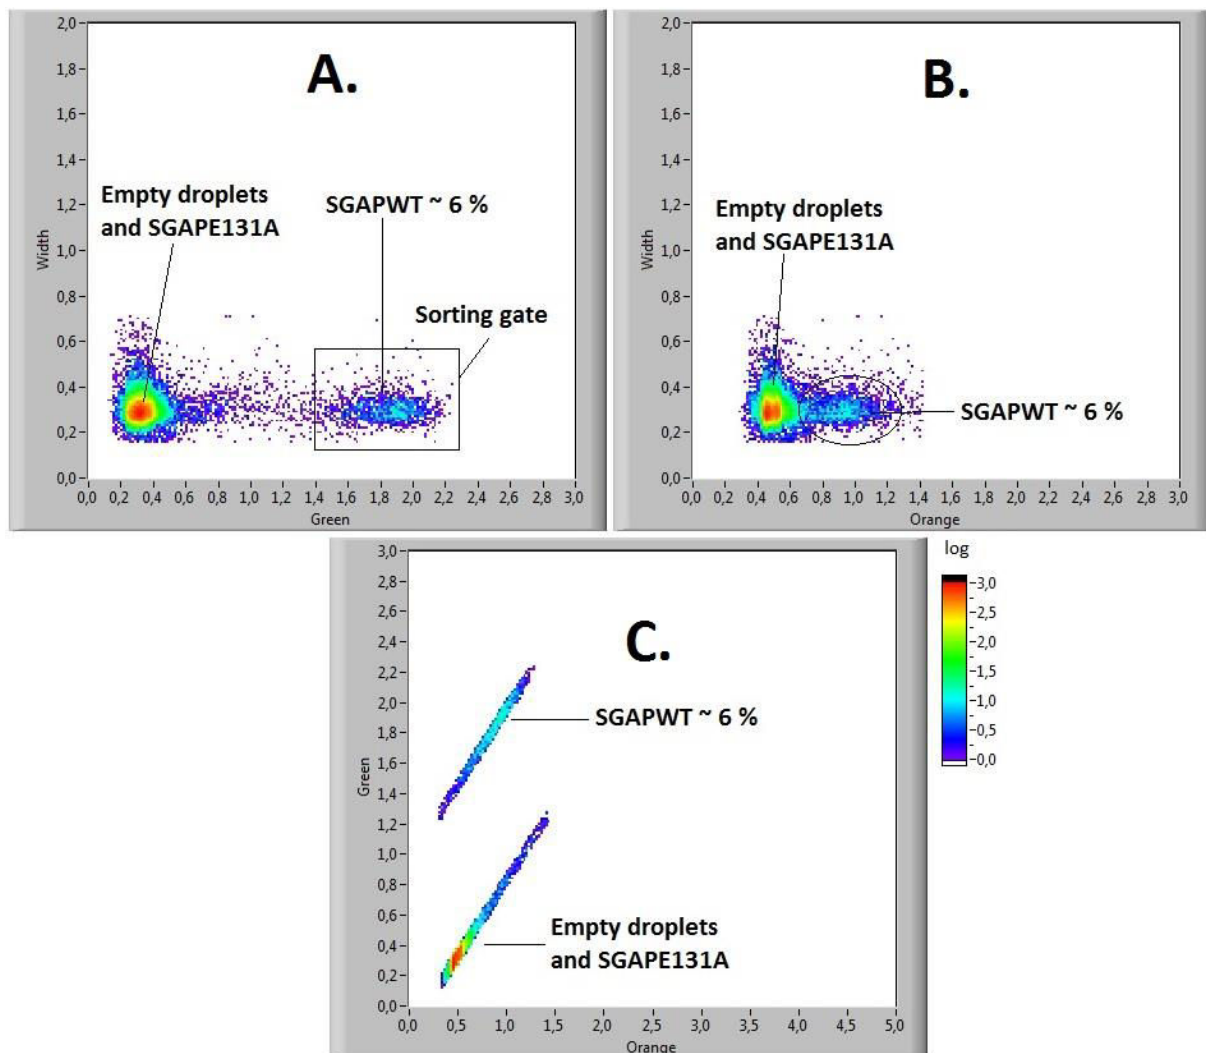 2,0
1,8
1,6
1,4
1,2
1,0
0,8
0,6
0,4
0,2
0,0
Width
A.
Empty droplets
and SGAPE131A
SGAPWT ~ 6 %
Sorting gate
0,0 0,2 0,4 0,6 0,8 1,0 1,2 1,4 1,6 1,8 2,0 2,2 2,4 2,6 2,8 3,0
Green
2,0
1,8
1,6
1,4
1,2
1,0
0,8
0,6
0,4
0,2
0,0
Width
B.
Empty droplets
and SGAPE131A
SGAPWT ~ 6 %
0,0 0,2 0,4 0,6 0,8 1,0 1,2 1,4 1,6 1,8 2,0 2,2 2,4 2,6 2,8 3,0
Orange
3,0
2,8
2,6
2,4
2,2
2,0
1,8
1,6
1,4
1,2
1,0
0,8
0,6
0,4
0,2
0,0
Green
C.
SGAPWT ~ 6 %
Empty droplets
and SGAPE131A
0,0 0,5 1,0 1,5 2,0 2,5 3,0 3,5 4,0 4,5 5,0
Orange
log
3,0
2,5
2,0
1,5
1,0
0,5
0,0